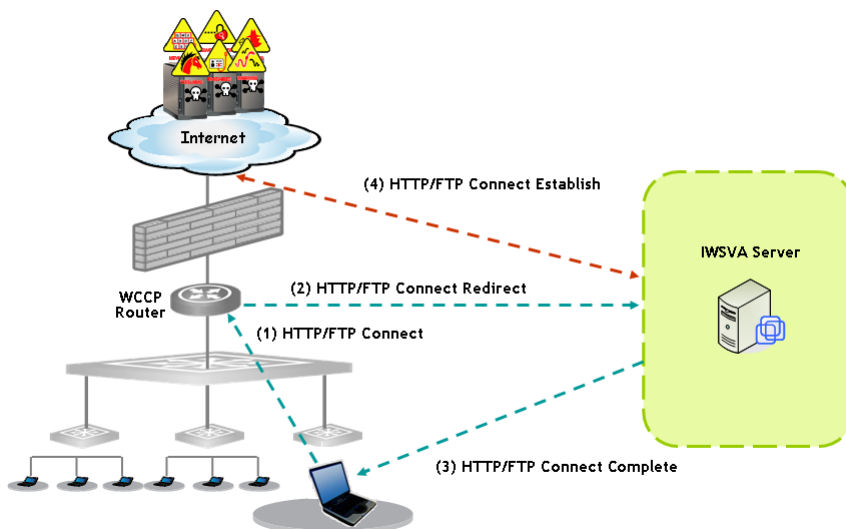 Internet
(4) HTTP/FTP Connect Establish
IWSVA Server
WCCP
Router
(2) HTTP/FTP Connect Redirect
(1) HTTP/FTP Connect
(3) HTTP/FTP Connect Complete